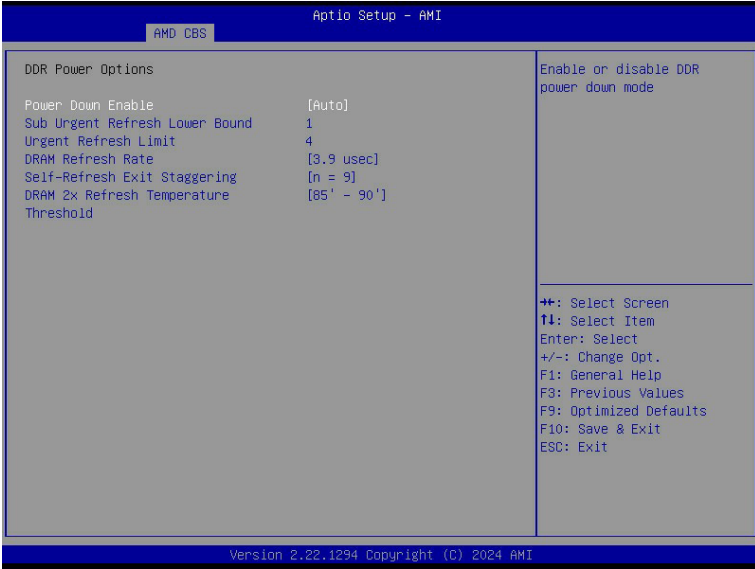 Aptio Setup - AMI
AMD CBS
DDR Power Options
Power Down Enable [Auto]
Sub Urgent Refresh Lower Bound 1
Urgent Refresh Limit 4
DRAM Refresh Rate [3.9 usec]
Self-Refresh Exit Staggering [n = 9]
DRAM 2x Refresh Temperature [85' - 90']
Threshold
Enable or disable DDR
power down mode
→←: Select Screen
↑↓: Select Item
Enter: Select
+/-: Change Opt.
F1: General Help
F3: Previous Values
F9: Optimized Defaults
F10: Save & Exit
ESC: Exit
Version 2.22.1294 Copyright (C) 2024 AMI